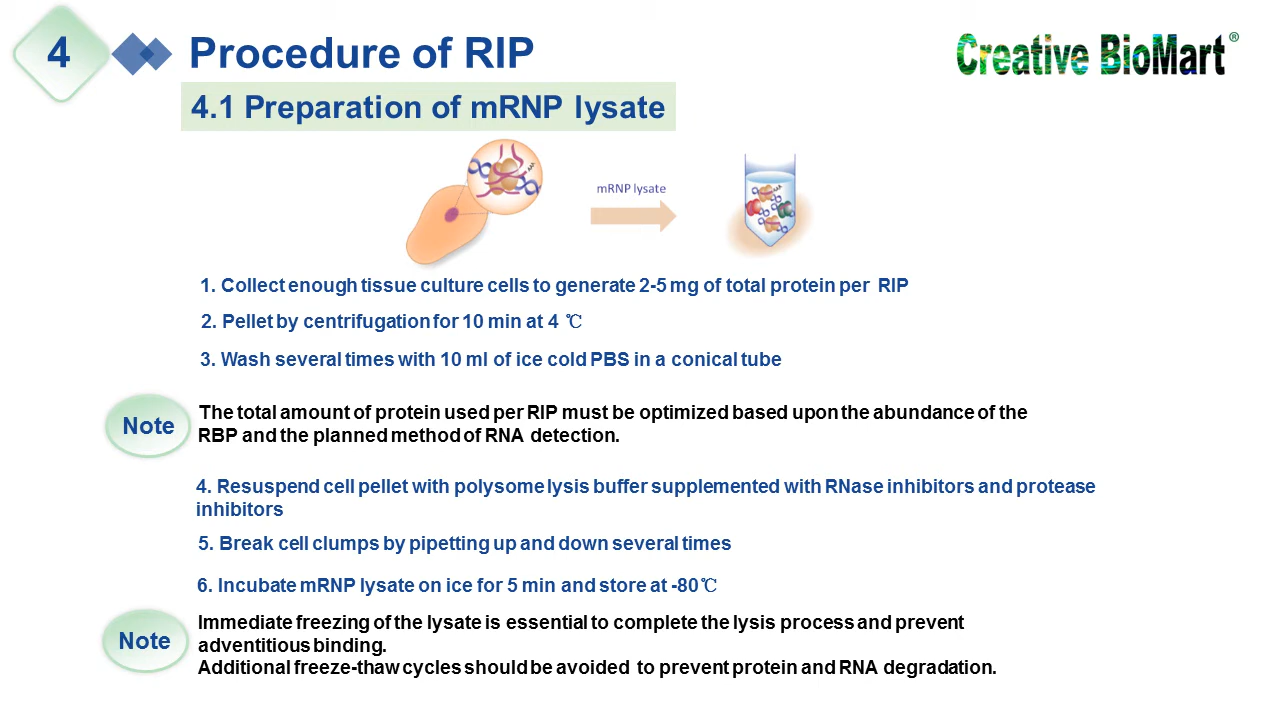 4
Procedure of RIP
Creative BioMart®
4.1 Preparation of mRNP lysate
mRNP lysate
1. Collect enough tissue culture cells to generate 2-5 mg of total protein per RIP
2. Pellet by centrifugation for 10 min at 4 ℃
3. Wash several times with 10 ml of ice cold PBS in a conical tube
Note
The total amount of protein used per RIP must be optimized based upon the abundance of the
RBP and the planned method of RNA detection.
4. Resuspend cell pellet with polysome lysis buffer supplemented with RNase inhibitors and protease
inhibitors
5. Break cell clumps by pipetting up and down several times
6. Incubate mRNP lysate on ice for 5 min and store at -80℃
Note
Immediate freezing of the lysate is essential to complete the lysis process and prevent
adventitious binding.
Additional freeze-thaw cycles should be avoided to prevent protein and RNA degradation.